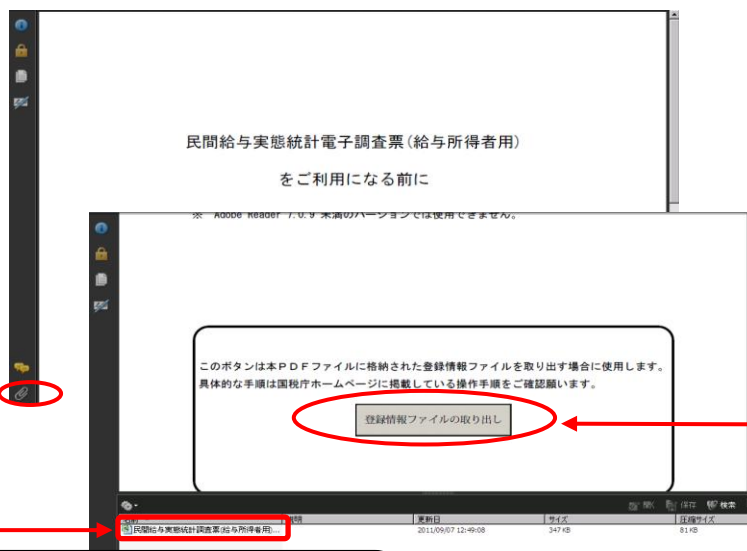 民間給与実態統計電子調査票(給与所得者用)
をご利用になる前に
※ Adobe Reader 7.0.9 未満のバージョンでは使用できません。
このボタンは本PDFファイルに格納された登録情報ファイルを取り出す場合に使用します。
具体的な手順は国税庁ホームページに掲載している操作手順をご確認願います。
登録情報ファイルの取り出し
開く 保存 検索
名前 説明 更新日 サイズ 圧縮サイズ
民間給与実態統計調査票(給与所得者用)... 2011/09/07 12:49:08 347 KB 81 KB